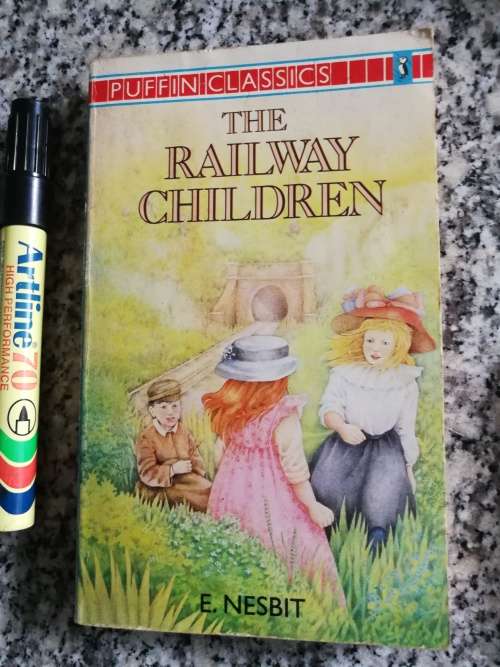 PUFFIN CLASSICS
THE
RAILWAY
CHILDREN
E. NESBIT
Artline 70
HIGH PERFORMANCE